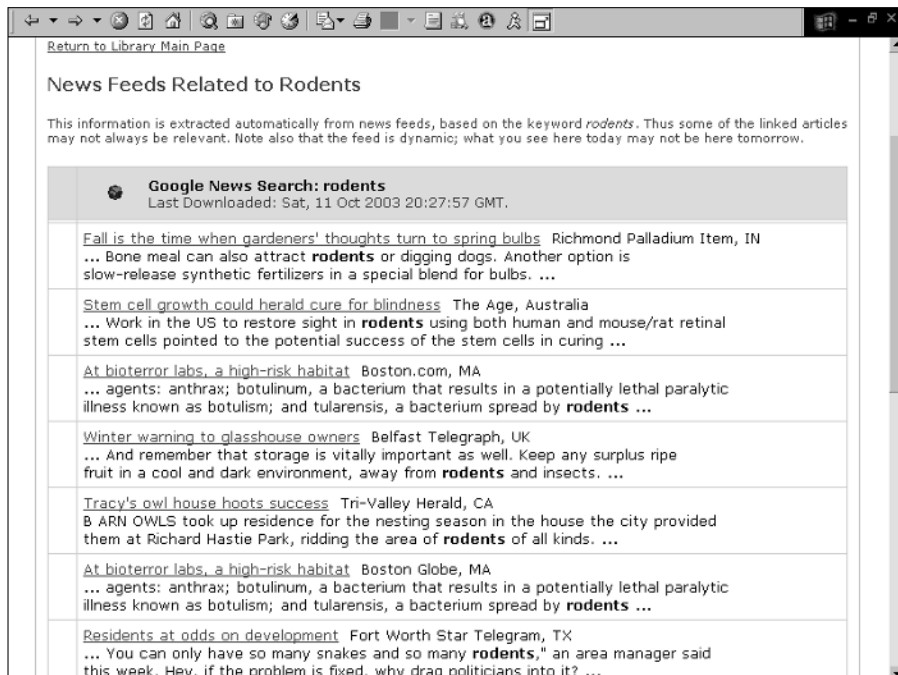 Return to Library Main Page
News Feeds Related to Rodents
This information is extracted automatically from news feeds, based on the keyword rodents. Thus some of the linked articles
may not always be relevant. Note also that the feed is dynamic; what you see here today may not be here tomorrow.
Google News Search: rodents
Last Downloaded: Sat, 11 Oct 2003 20:27:57 GMT.
Fall is the time when gardeners' thoughts turn to spring bulbs Richmond Palladium Item, IN
... Bone meal can also attract rodents or digging dogs. Another option is
slow-release synthetic fertilizers in a special blend for bulbs. ...
Stem cell growth could herald cure for blindness The Age, Australia
... Work in the US to restore sight in rodents using both human and mouse/rat retinal
stem cells pointed to the potential success of the stem cells in curing ...
At bioterror labs, a high-risk habitat Boston.com, MA
... agents: anthrax; botulinum, a bacterium that results in a potentially lethal paralytic
illness known as botulism; and tularensis, a bacterium spread by rodents ...
Winter warning to glasshouse owners Belfast Telegraph, UK
... And remember that storage is vitally important as well. Keep any surplus ripe
fruit in a cool and dark environment, away from rodents and insects. ...
Tracy's owl house hoots success Tri-Valley Herald, CA
B ARN OWLS took up residence for the nesting season in the house the city provided
them at Richard Hastie Park, ridding the area of rodents of all kinds. ...
At bioterror labs, a high-risk habitat Boston Globe, MA
... agents: anthrax; botulinum, a bacterium that results in a potentially lethal paralytic
illness known as botulism; and tularensis, a bacterium spread by rodents ...
Residents at odds on development Fort Worth Star Telegram, TX
... You can only have so many snakes and so many rodents," an area manager said
this week. Hey, if the problem is fixed, why drag politicians into it? ...